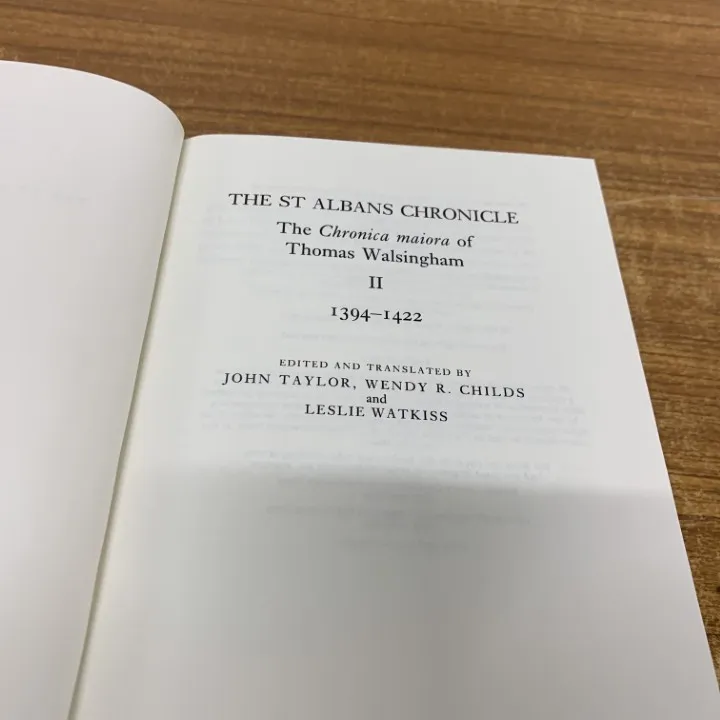 THE ST ALBANS CHRONICLE
The Chronica maiora of
Thomas Walsingham
II
1394–1422
EDITED AND TRANSLATED BY
JOHN TAYLOR, WENDY R. CHILDS
and
LESLIE WATKISS